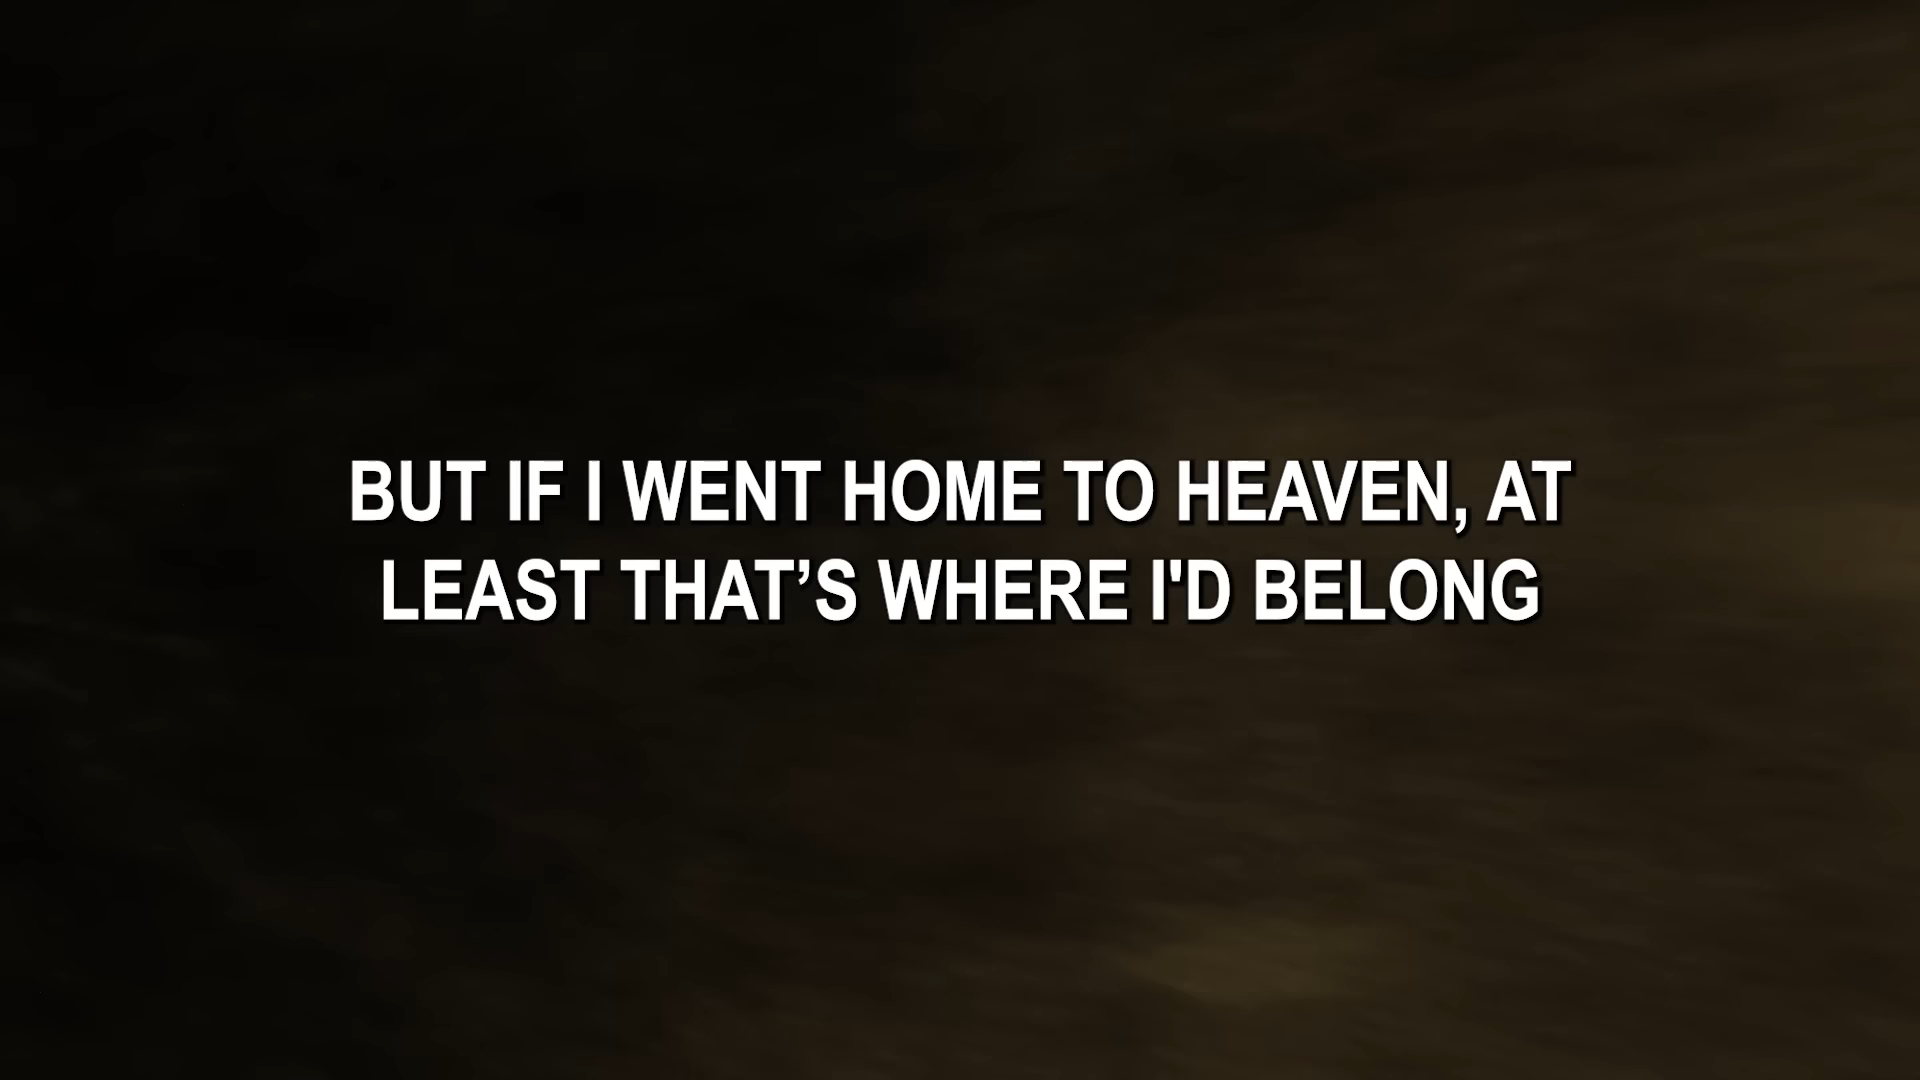 BUT IF I WENT HOME TO HEAVEN, AT
LEAST THAT’S WHERE I'D BELONG